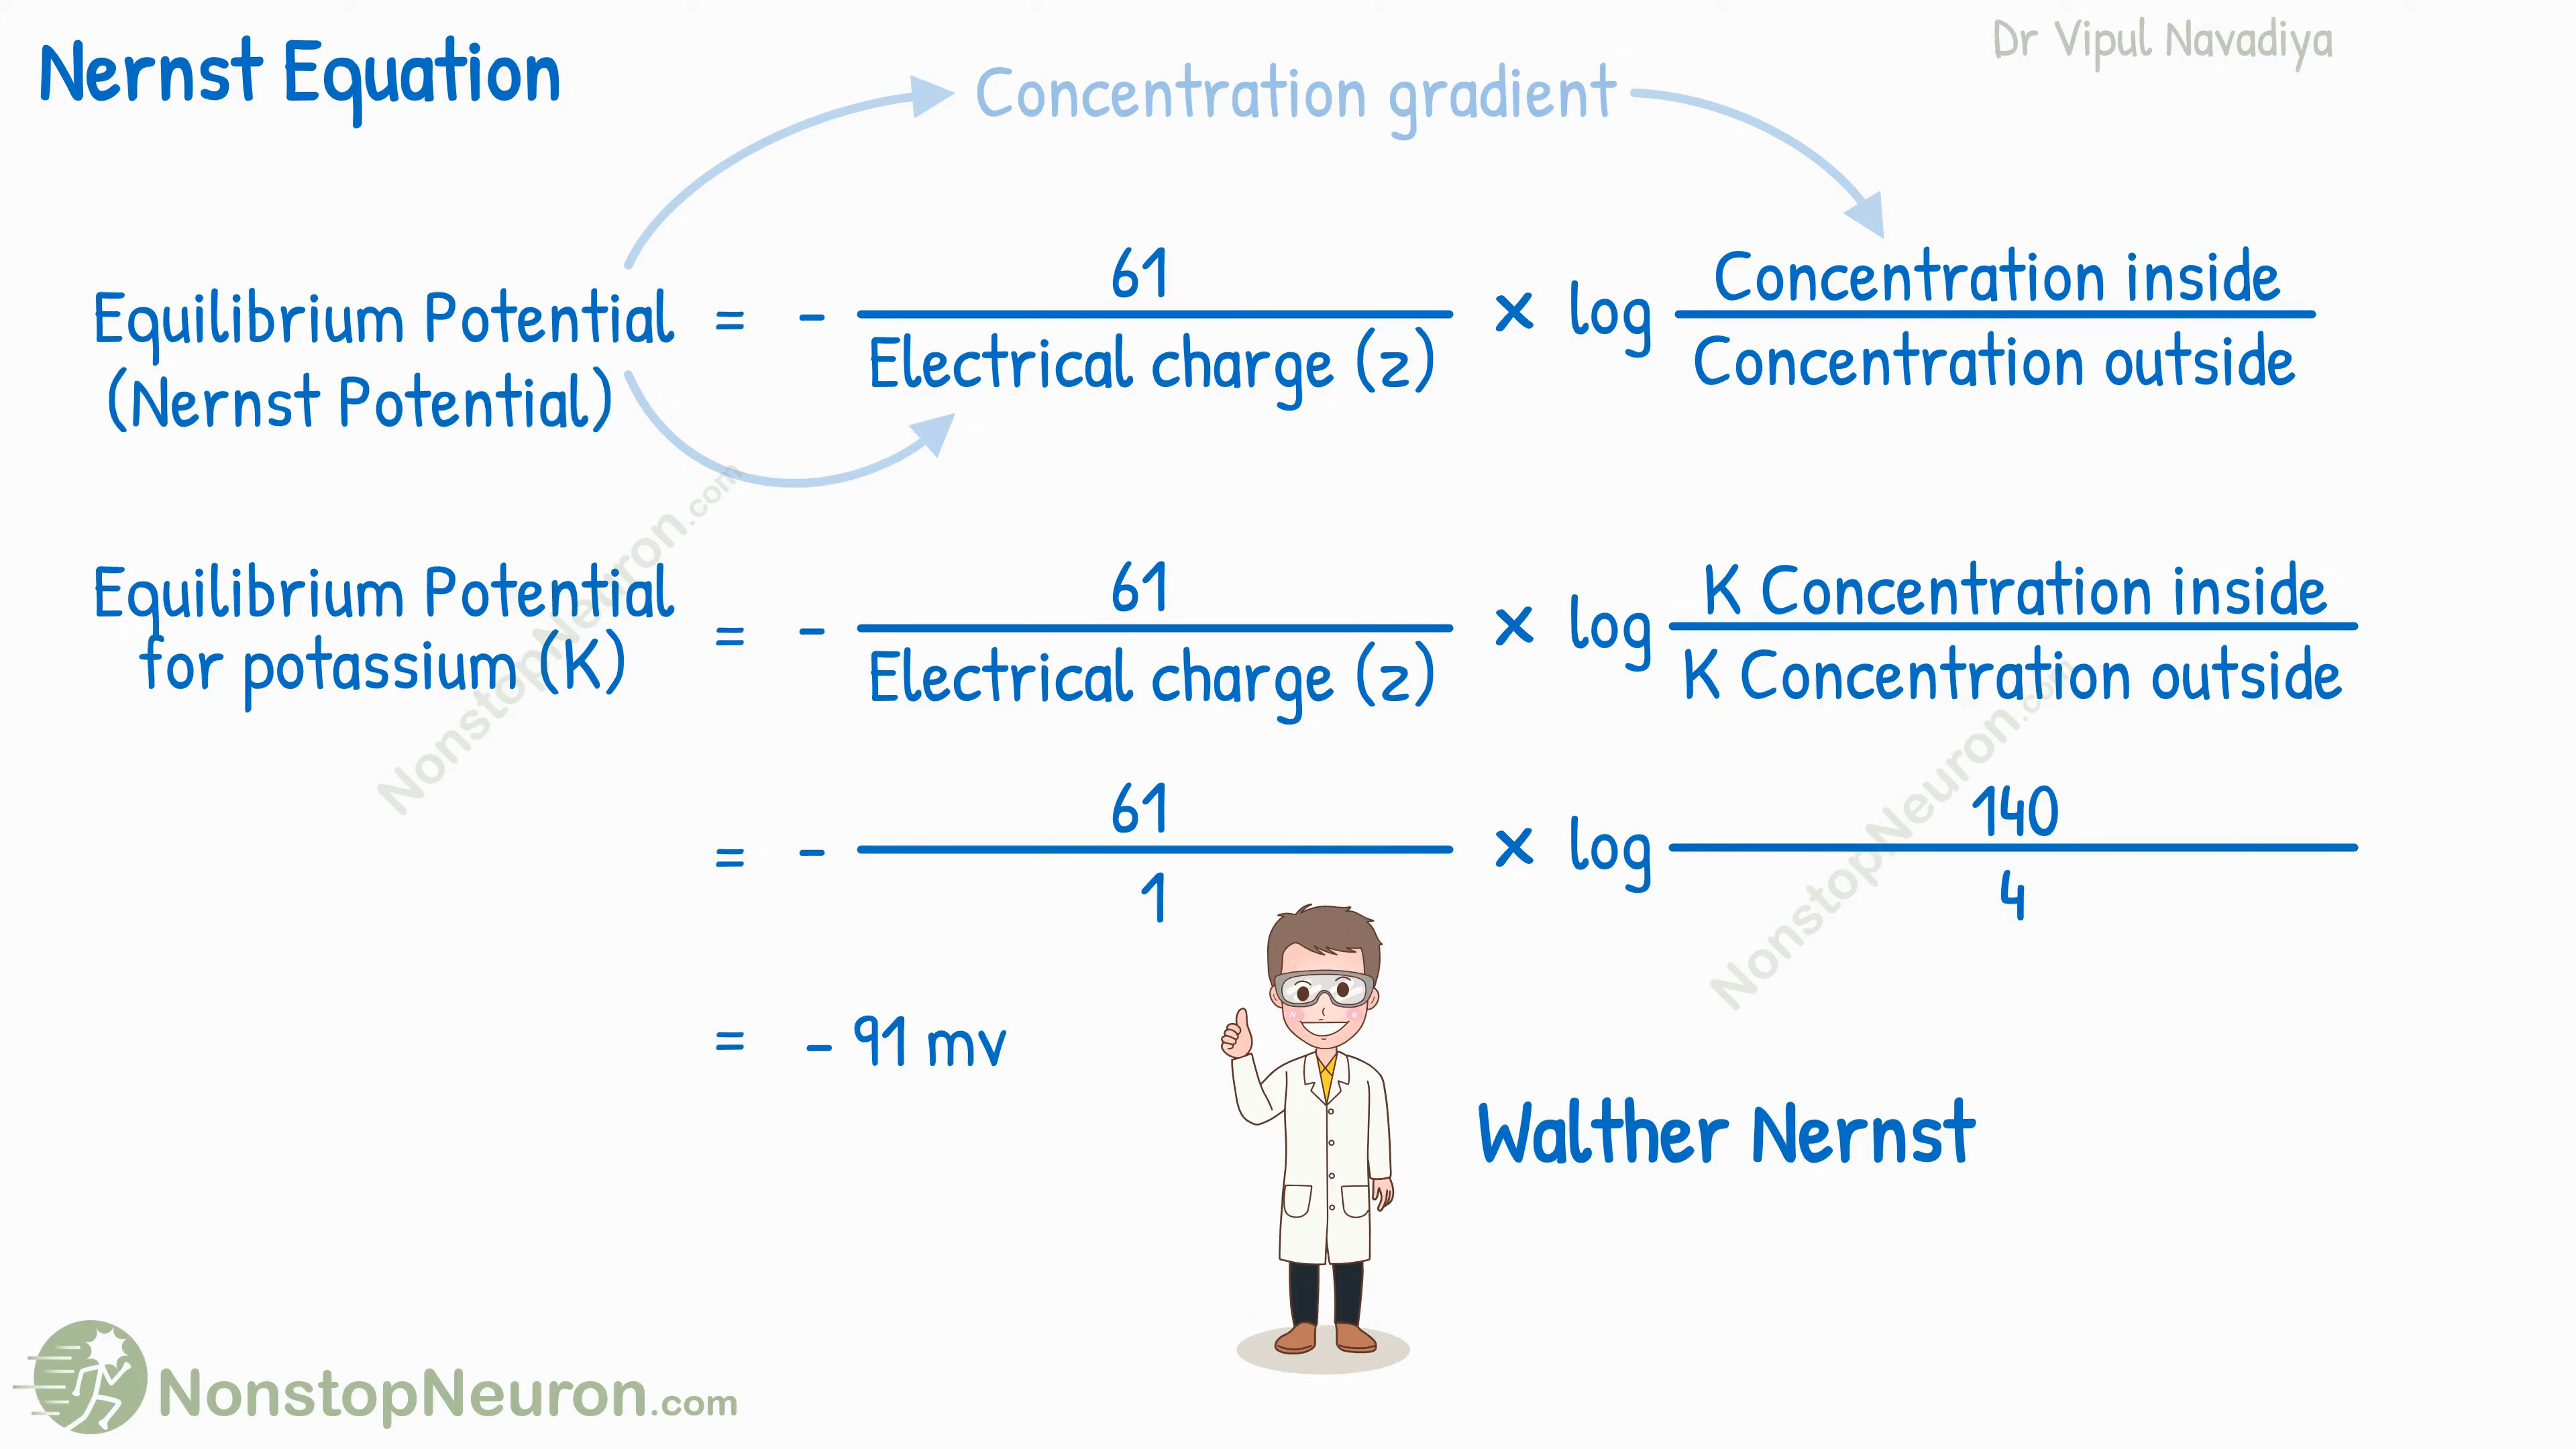 Nernst Equation
Dr Vipul Navadiya
Concentration gradient
Equilibrium Potential
(Nernst Potential)
= - 61 / Electrical charge (z) × log Concentration inside / Concentration outside
Equilibrium Potential
for potassium (K)
= - 61 / Electrical charge (z) × log K Concentration inside / K Concentration outside
= - 61 / 1 × log 140 / 4
= - 91 mv
Walther Nernst
NonstopNeuron.com
NonstopNeuron.com
NonstopNeuron.com